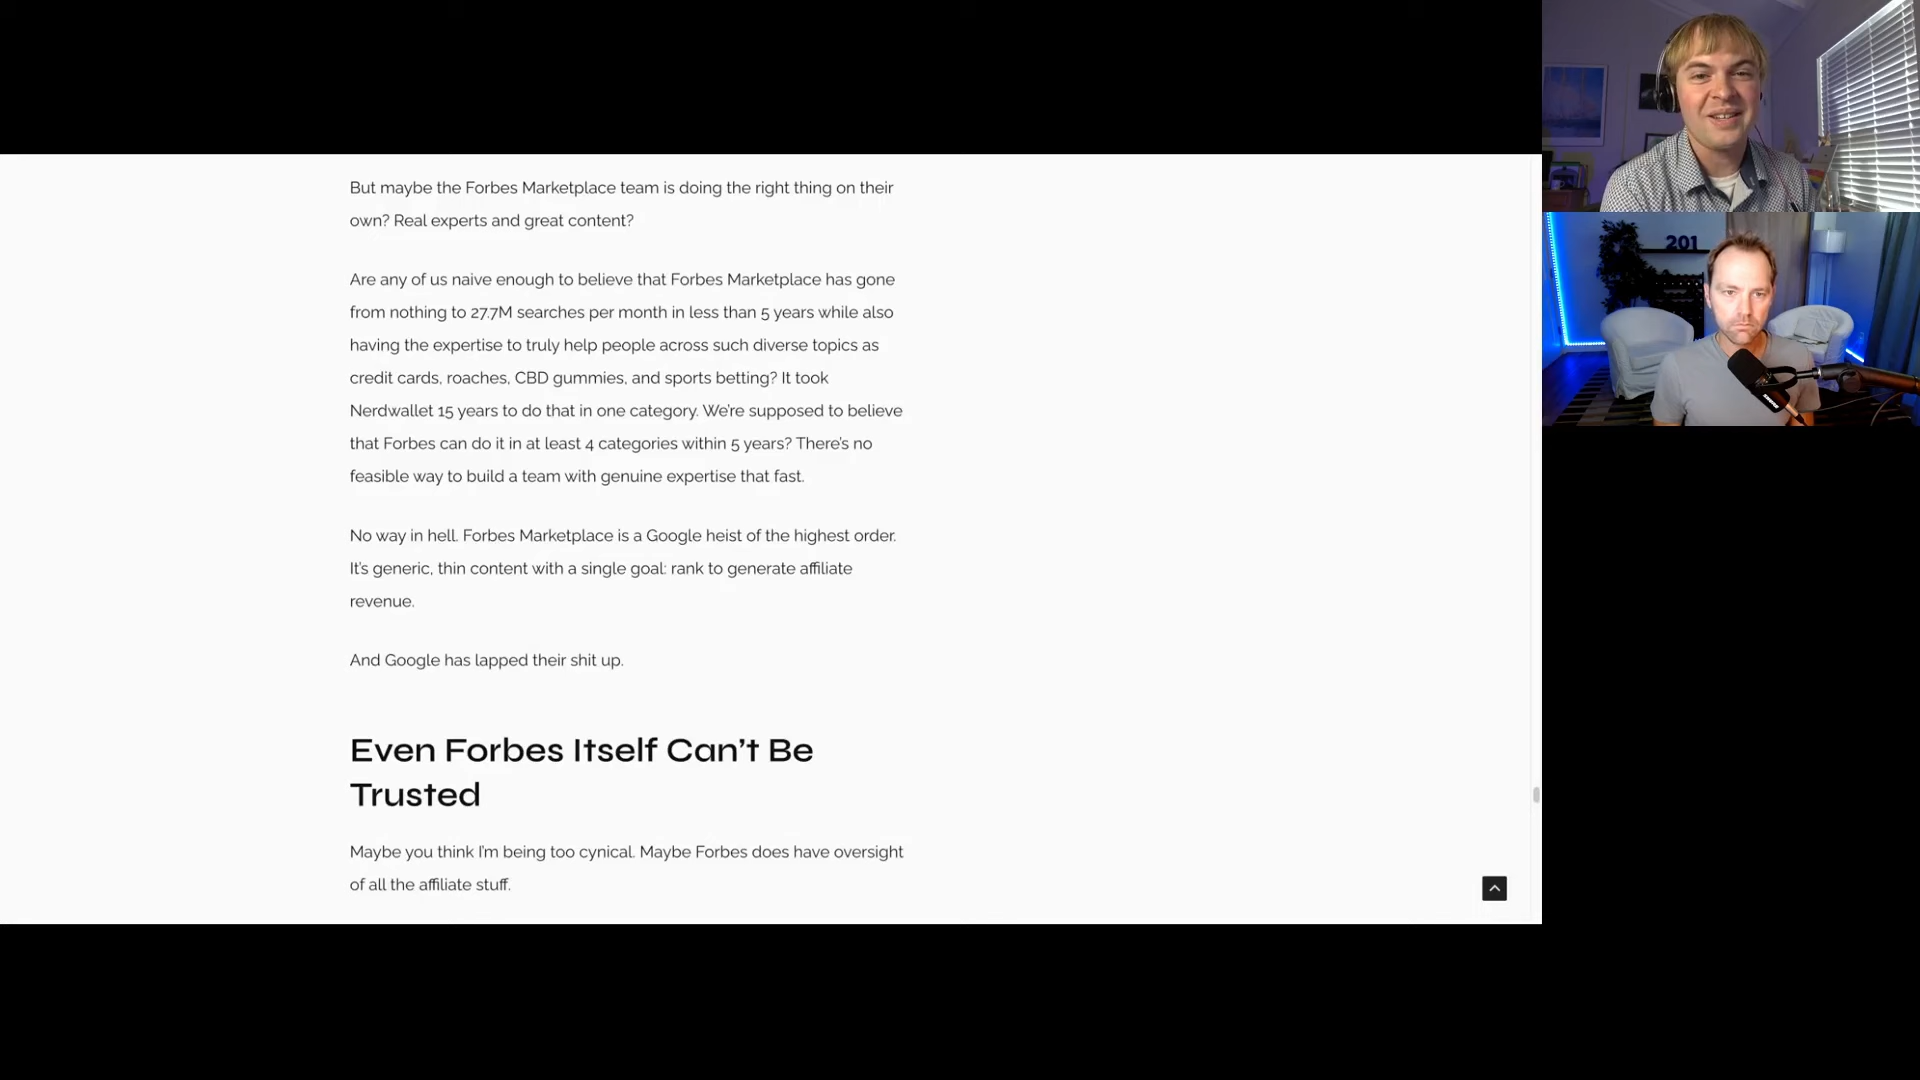 But maybe the Forbes Marketplace team is doing the right thing on their
own? Real experts and great content?
Are any of us naive enough to believe that Forbes Marketplace has gone
from nothing to 27.7M searches per month in less than 5 years while also
having the expertise to truly help people across such diverse topics as
credit cards, roaches, CBD gummies, and sports betting? It took
Nerdwallet 15 years to do that in one category. We're supposed to believe
that Forbes can do it in at least 4 categories within 5 years? There's no
feasible way to build a team with genuine expertise that fast.
No way in hell. Forbes Marketplace is a Google heist of the highest order.
It's generic, thin content with a single goal: rank to generate affiliate
revenue.
And Google has lapped their shit up.
Even Forbes Itself Can't Be
Trusted
Maybe you think I'm being too cynical. Maybe Forbes does have oversight
of all the affiliate stuff.
201